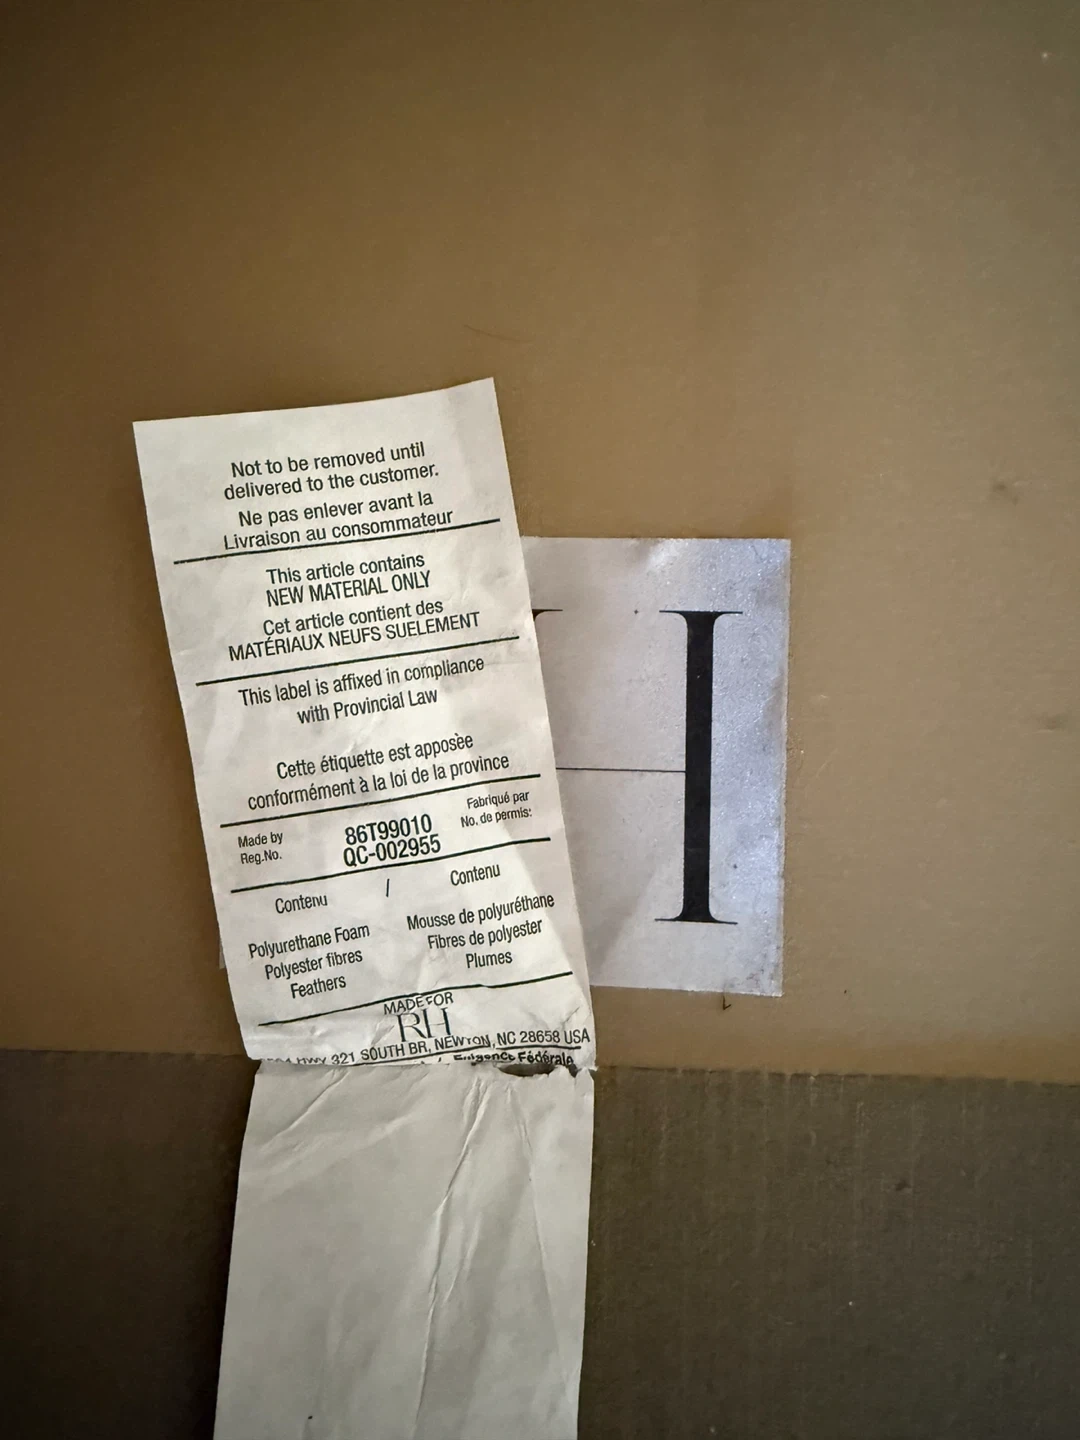 Not to be removed until
delivered to the customer.
Ne pas enlever avant la
Livraison au consommateur
This article contains
NEW MATERIAL ONLY
Cet article contient des
MATÉRIAUX NEUFS SUELEMENT
This label is affixed in compliance
with Provincial Law
Cette étiquette est apposèe
conformément à la loi de la province
Made by
Reg.No.
86T99010
QC-002955
Fabriqué par
No. de permis:
Contenu / Contenu
Polyurethane Foam
Polyester fibres
Feathers
Mousse de polyuréthane
Fibres de polyester
Plumes
MADE FOR
RH
HWY 321 SOUTH BR, NEWTON, NC 28658 USA
/ Exigence Fédérale
H